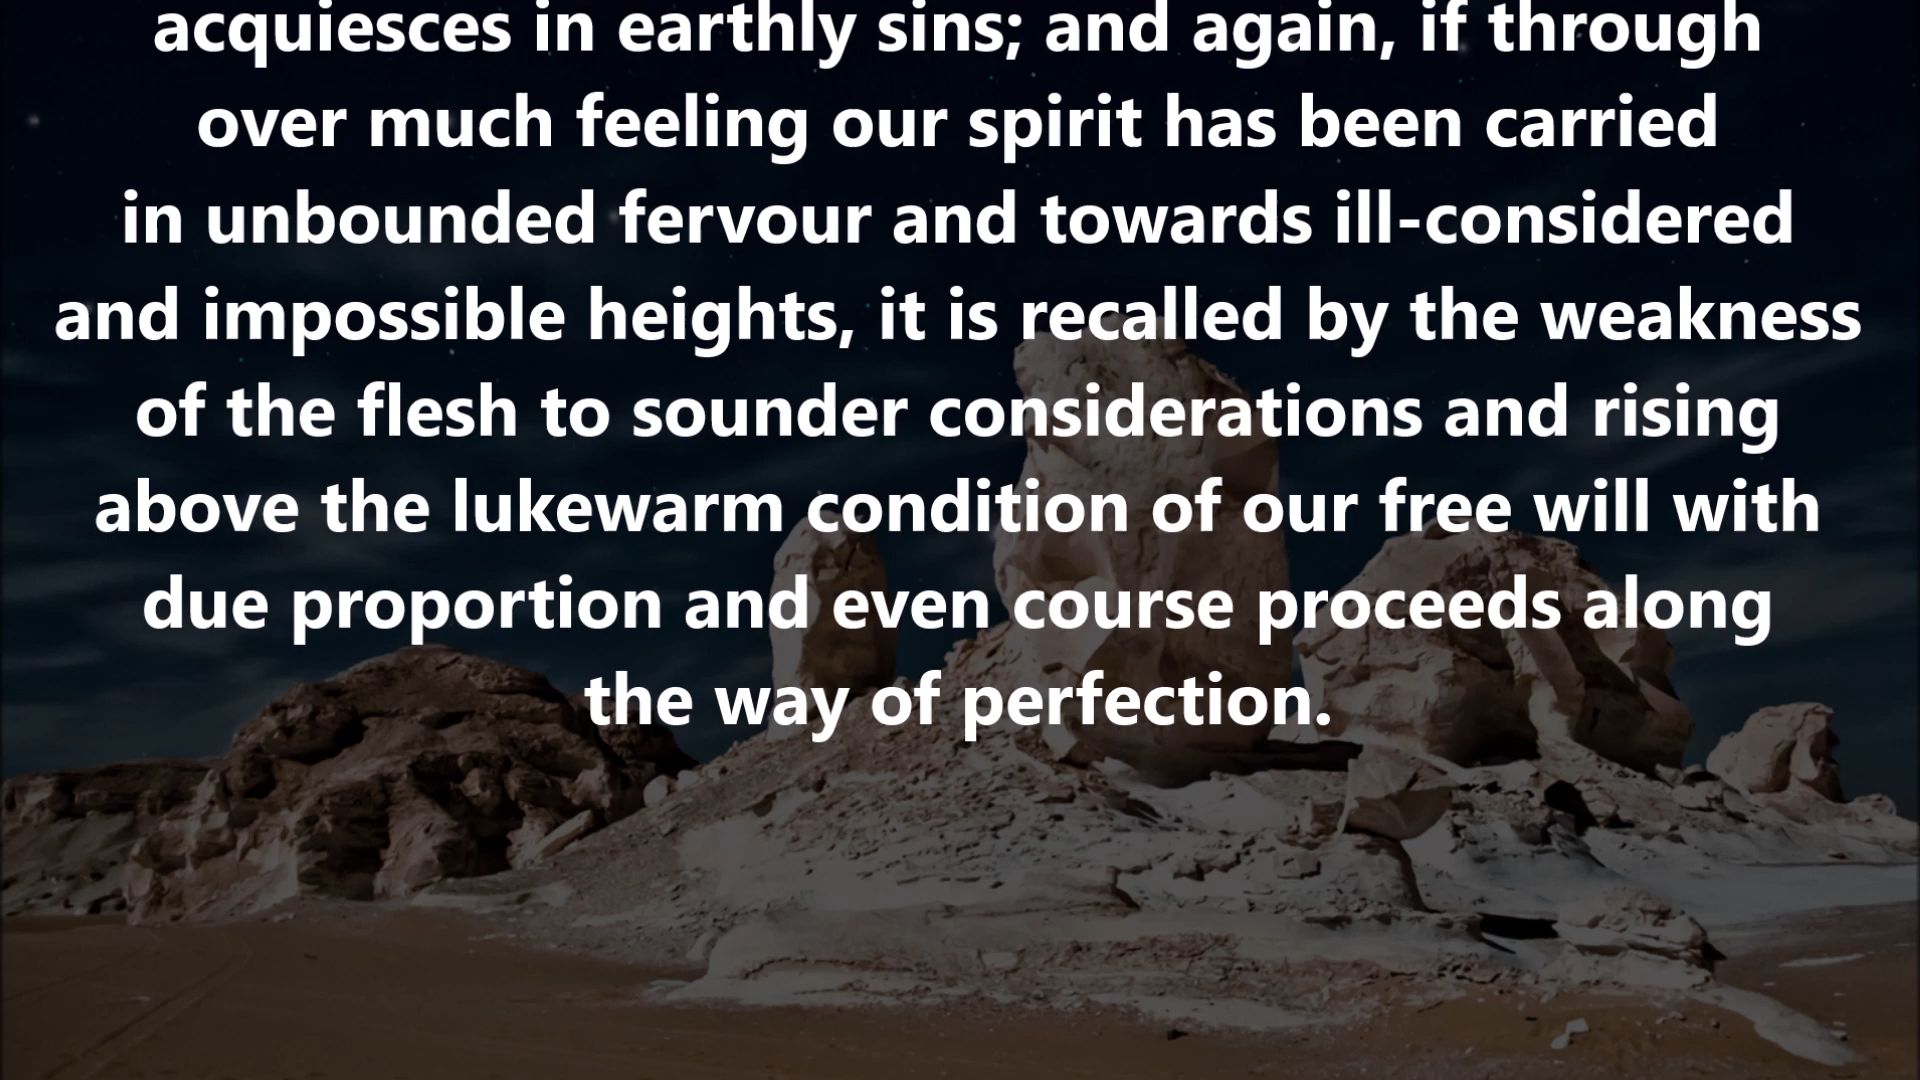 acquiesces in earthly sins; and again, if through
over much feeling our spirit has been carried
in unbounded fervour and towards ill-considered
and impossible heights, it is recalled by the weakness
of the flesh to sounder considerations and rising
above the lukewarm condition of our free will with
due proportion and even course proceeds along
the way of perfection.